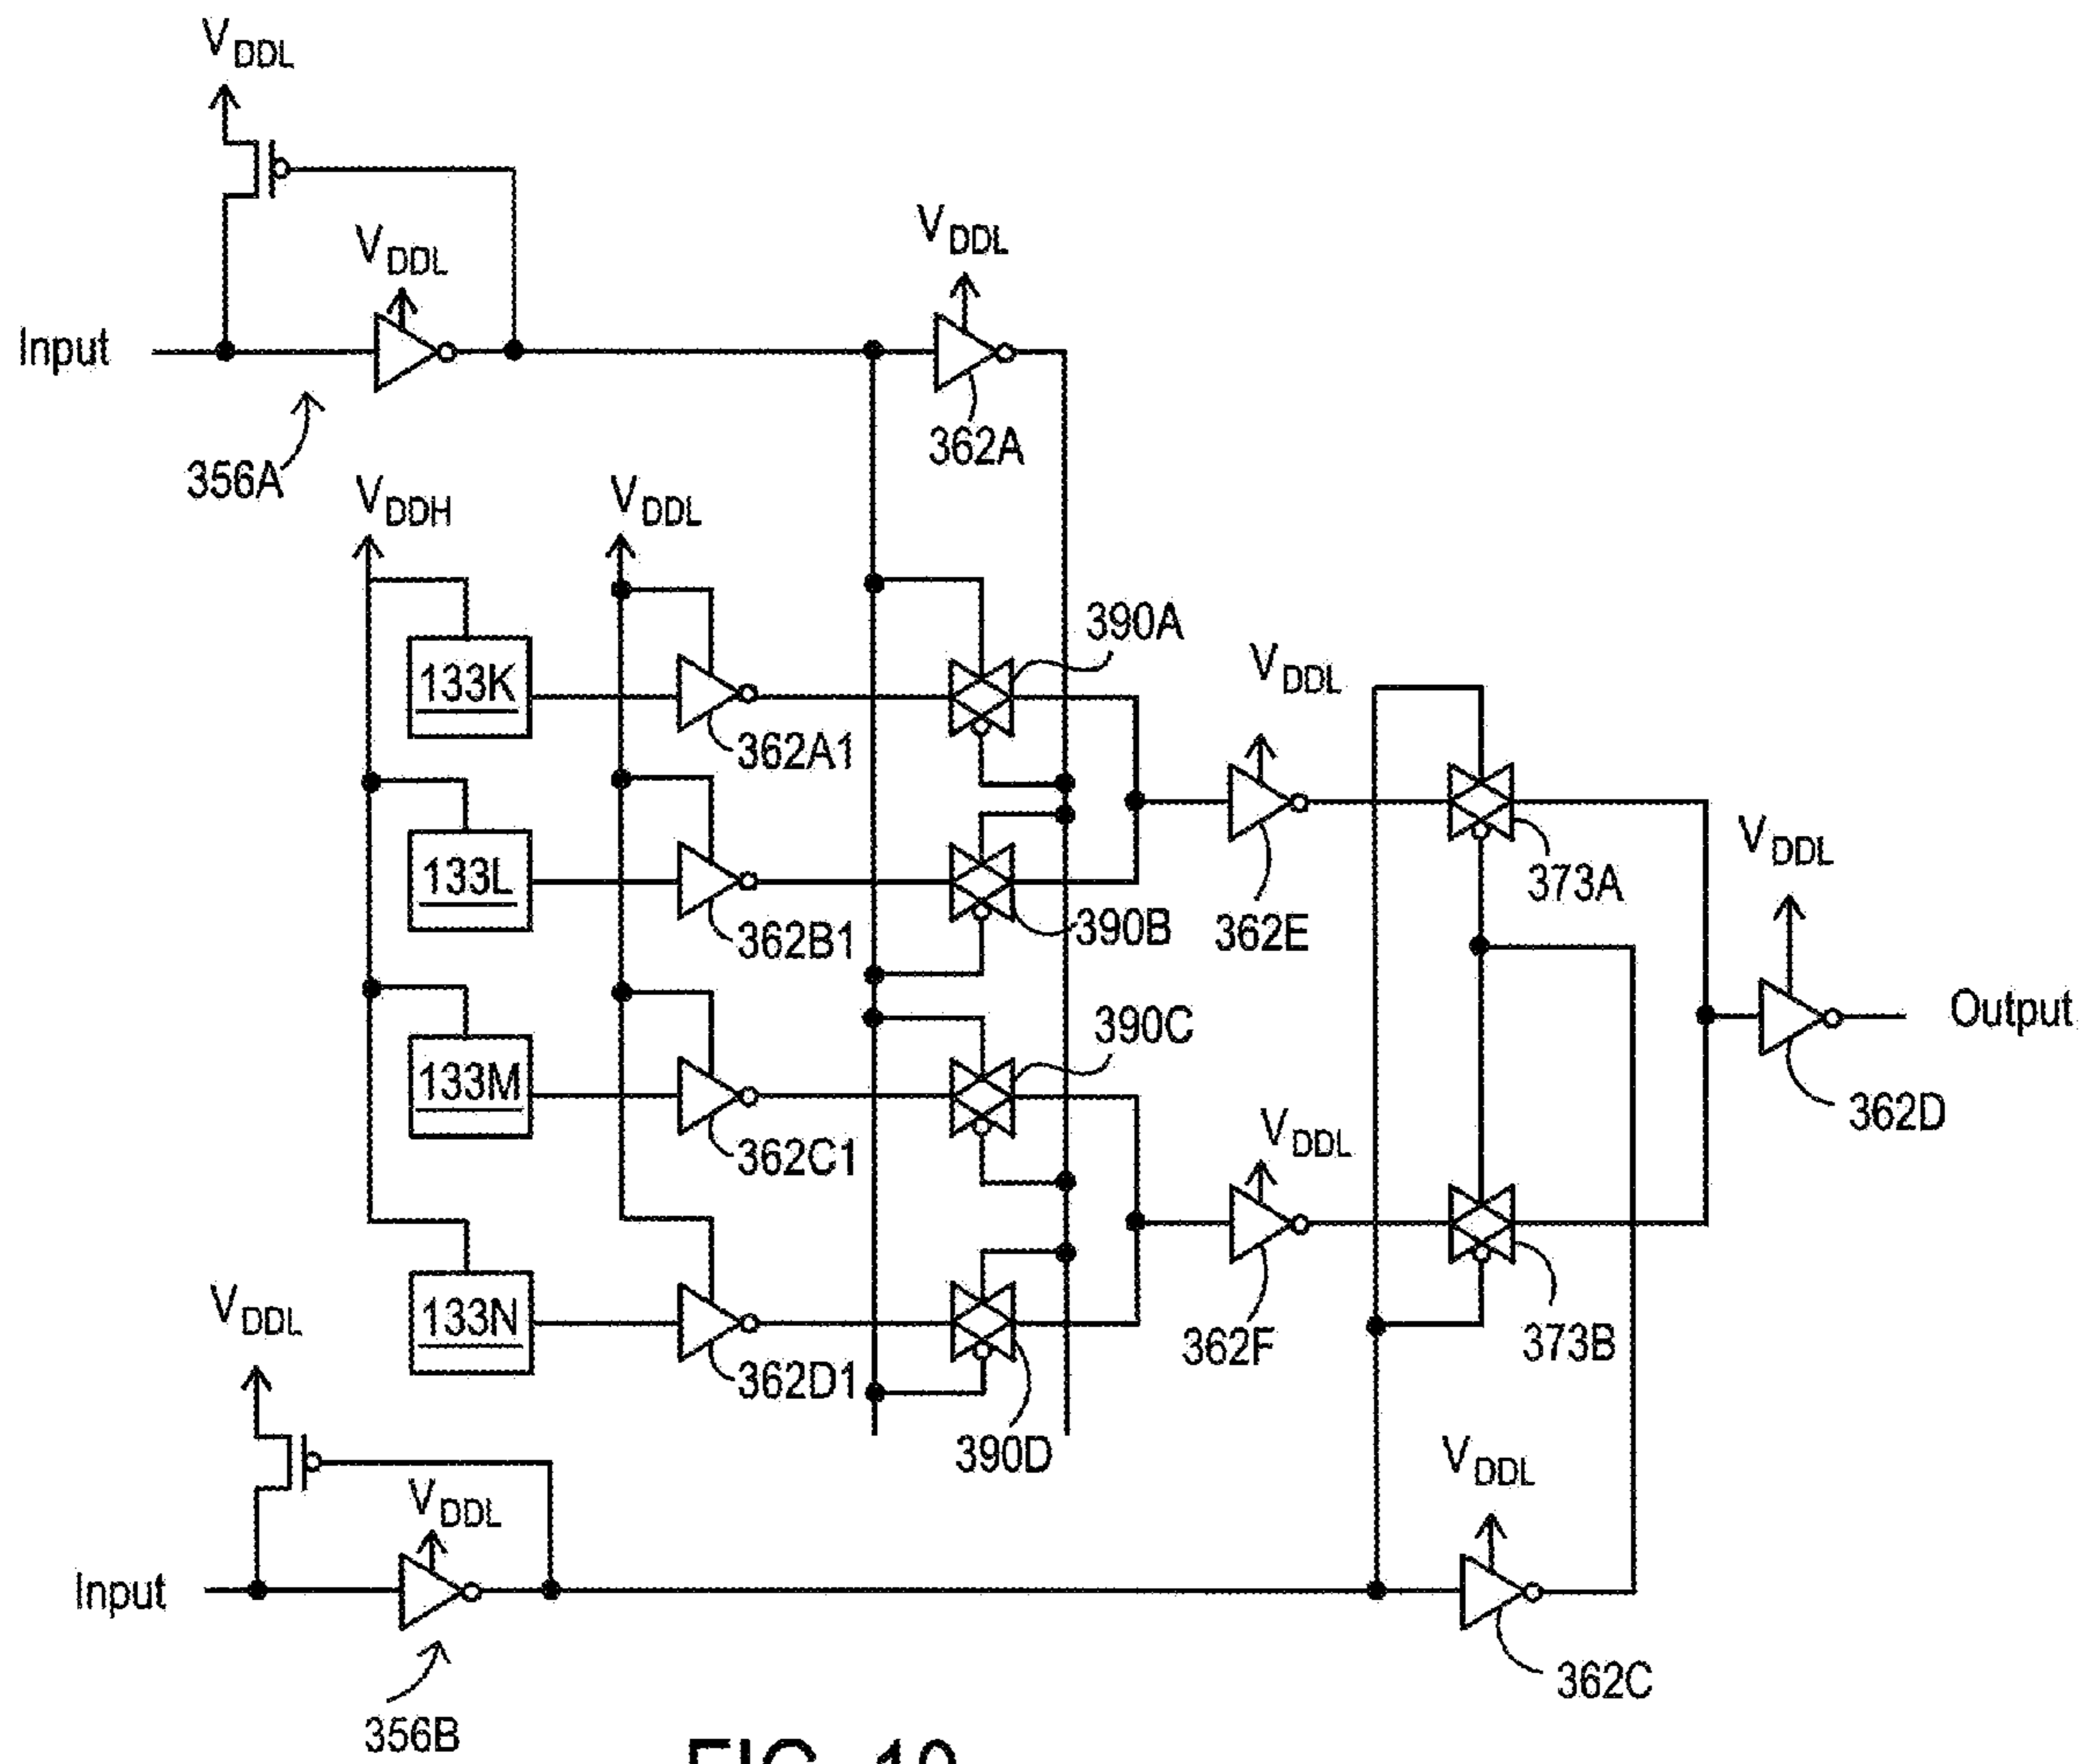 VDDL
VDDL
VDDL
Input
362A
356A
VDDH
VDDL
390A
133K
VDDL
362A1
VDDL
133L
373A
362B1
390B
362E
390C
Output
133M
362D
VDDL
362C1
VDDL
133N
362F
373B
362D1
390D
VDDL
VDDL
Input
362C
356B